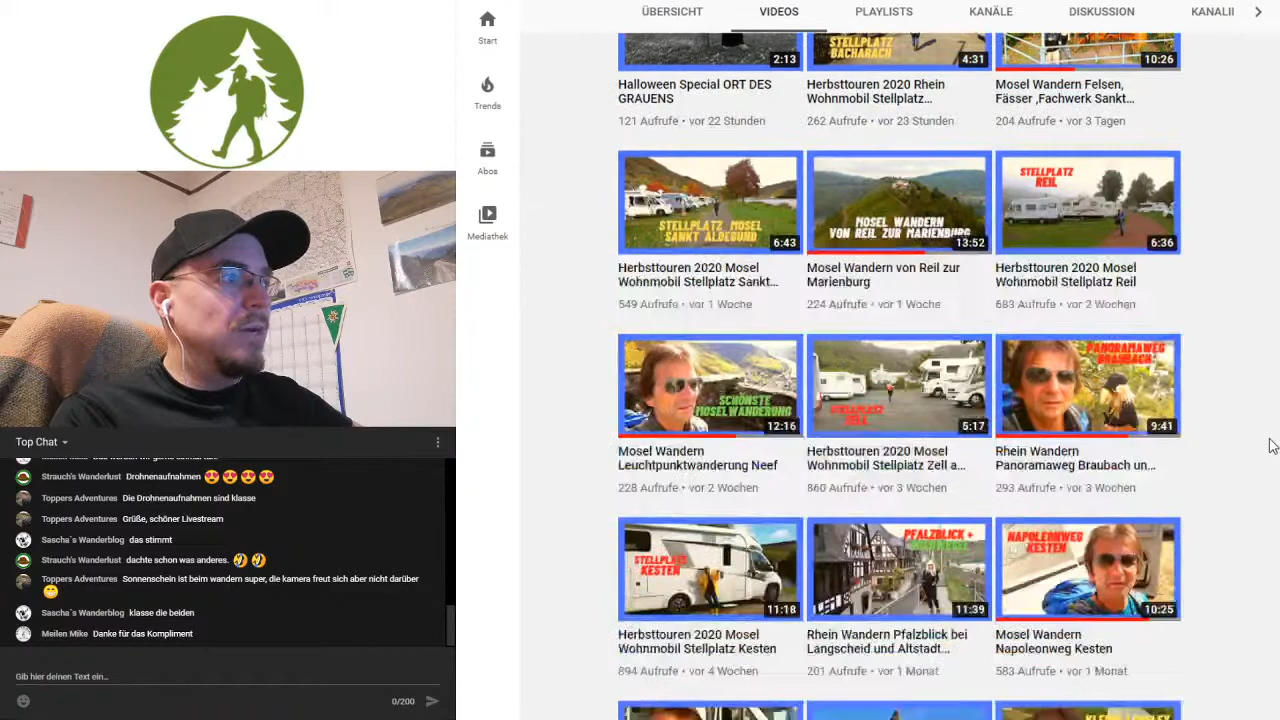 Start
Trends
Abos
Mediathek
ÜBERSICHT
VIDEOS
PLAYLISTS
KANÄLE
DISKUSSION
KANALII
STELLPLATZ
BACHARACH
2:13
4:31
10:26
Halloween Special ORT DES
GRAUENS
121 Aufrufe • vor 22 Stunden
Herbsttouren 2020 Rhein
Wohnmobil Stellplatz...
262 Aufrufe • vor 23 Stunden
Mosel Wandern Felsen,
Fässer ,Fachwerk Sankt...
204 Aufrufe • vor 3 Tagen
STELLPLATZ MOSEL
SANKT ALDEGUND
6:43
MOSEL WANDERN
VON REIL ZUR MARIENBURG
13:52
STELLPLATZ
REIL
6:36
Herbsttouren 2020 Mosel
Wohnmobil Stellplatz Sankt...
549 Aufrufe • vor 1 Woche
Mosel Wandern von Reil zur
Marienburg
224 Aufrufe • vor 1 Woche
Herbsttouren 2020 Mosel
Wohnmobil Stellplatz Reil
683 Aufrufe • vor 2 Wochen
SCHÖNSTE
MOSELWANDERUNG
12:16
STELLPLATZ
ZELL
5:17
PANORAMAWEG
BRAUBACH
9:41
Mosel Wandern
Leuchtpunktwanderung Neef
228 Aufrufe • vor 2 Wochen
Herbsttouren 2020 Mosel
Wohnmobil Stellplatz Zell a...
860 Aufrufe • vor 3 Wochen
Rhein Wandern
Panoramaweg Braubach un...
293 Aufrufe • vor 3 Wochen
STELLPLATZ
KESTEN
11:18
PFALZBLICK +
11:39
NAPOLEONWEG
KESTEN
10:25
Herbsttouren 2020 Mosel
Wohnmobil Stellplatz Kesten
894 Aufrufe • vor 4 Wochen
Rhein Wandern Pfalzblick bei
Langscheid und Altstadt...
201 Aufrufe • vor 1 Monat
Mosel Wandern
Napoleonweg Kesten
583 Aufrufe • vor 1 Monat
Top Chat
Strauch's Wanderlust Drohnenaufnahmen 😍😍😍😍
Toppers Adventures Die Drohnenaufnahmen sind klasse
Toppers Adventures Grüße, schöner Livestream
Sascha´s Wanderblog das stimmt
Strauch's Wanderlust dachte schon was anderes. 🤣🤣
Toppers Adventures Sonnenschein ist beim wandern super, die kamera freut sich aber nicht darüber
😁
Sascha´s Wanderblog klasse die beiden
Meilen Mike Danke für das Kompliment
Gib hier deinen Text ein...
0/200